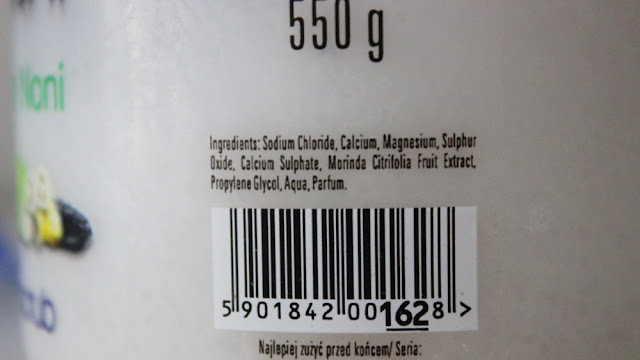 550 g
Noni
Ingredients: Sodium Chloride, Calcium, Magnesium, Sulphur
Oxide, Calcium Sulphate, Morinda Citrifolia Fruit Extract,
Propylene Glycol, Aqua, Parfum.
5 901842 001628 >
Najlepiej zużyć przed końcem/ Seria: